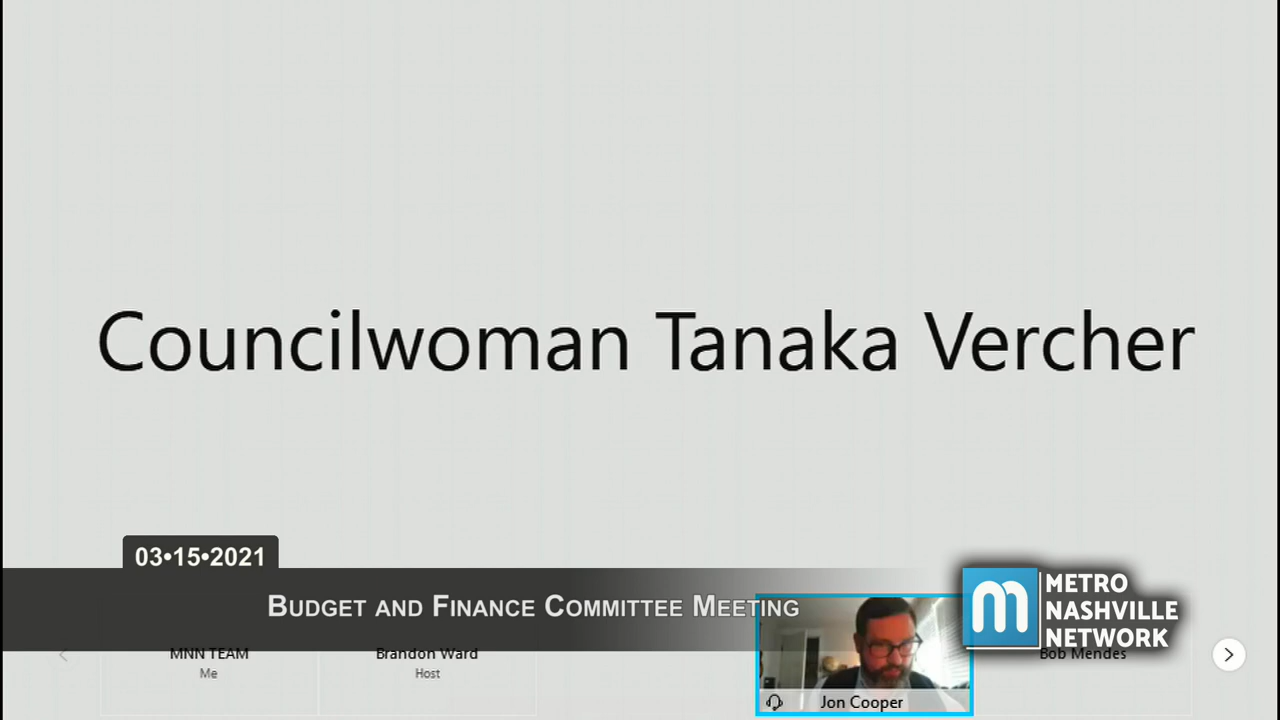 Councilwoman Tanaka Vercher
03•15•2021
BUDGET AND FINANCE COMMITTEE MEETING
METRO
NASHVILLE
NETWORK
MNN TEAM
Me
Brandon Ward
Host
Jon Cooper
Bob Mendes